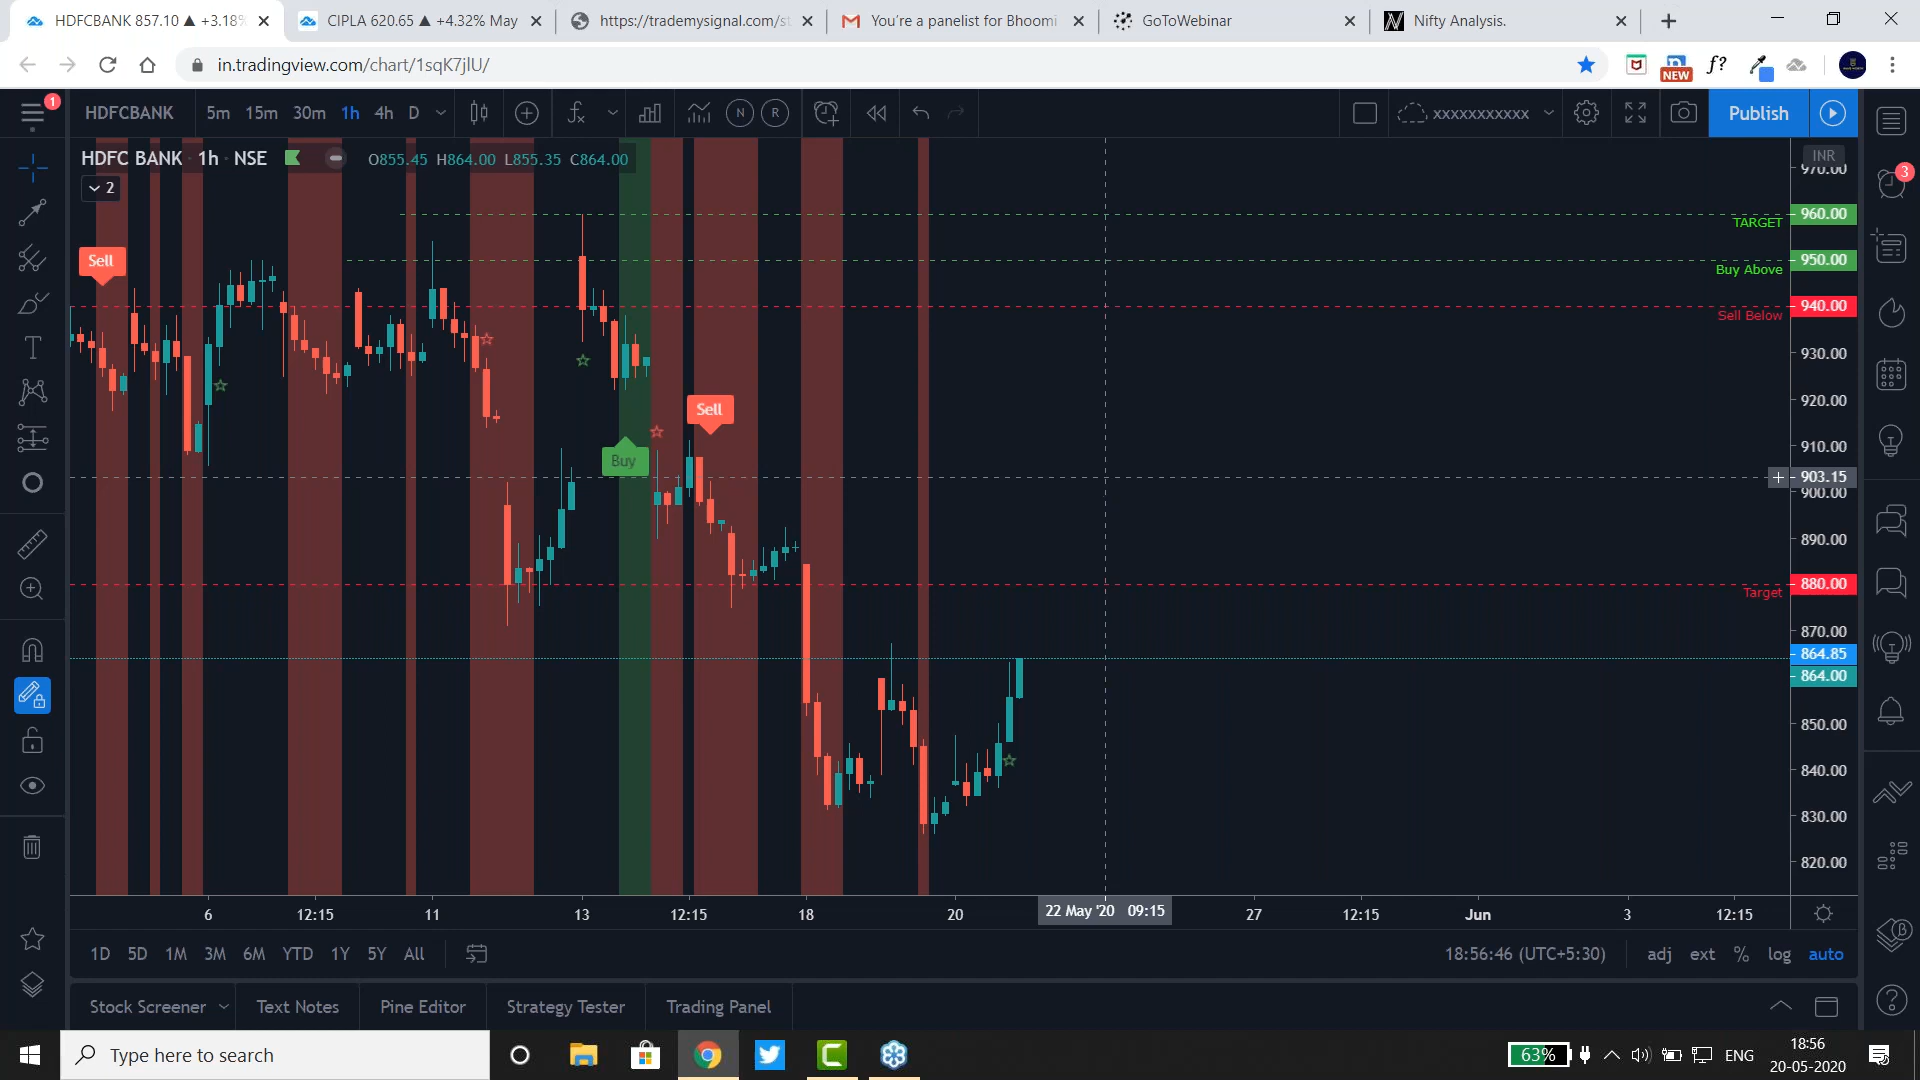 HDFCBANK 857.10 ▲ +3.18%
CIPLA 620.65 ▲ +4.32% May
https://trademysignal.com/s
You're a panelist for Bhoomi
GoToWebinar
Nifty Analysis.
in.tradingview.com/chart/1sqK7jlU/
NEW
f?
1
HDFCBANK
5m 15m 30m 1h 4h D
N
R
xxxxxxxxxxx
Publish
HDFC BANK · 1h · NSE
O855.45 H864.00 L855.35 C864.00
2
INR
970.00
3
TARGET
960.00
Buy Above
950.00
Sell
940.00
Sell Below
930.00
920.00
Sell
910.00
Buy
903.15
900.00
890.00
880.00
Target
870.00
864.85
864.00
850.00
840.00
830.00
820.00
6 12:15 11 13 12:15 18 20 22 May '20 09:15 27 12:15 Jun 3 12:15
1D 5D 1M 3M 6M YTD 1Y 5Y All
18:56:46 (UTC+5:30)
adj ext % log auto
Stock Screener
Text Notes
Pine Editor
Strategy Tester
Trading Panel
Type here to search
63%
ENG
18:56
20-05-2020